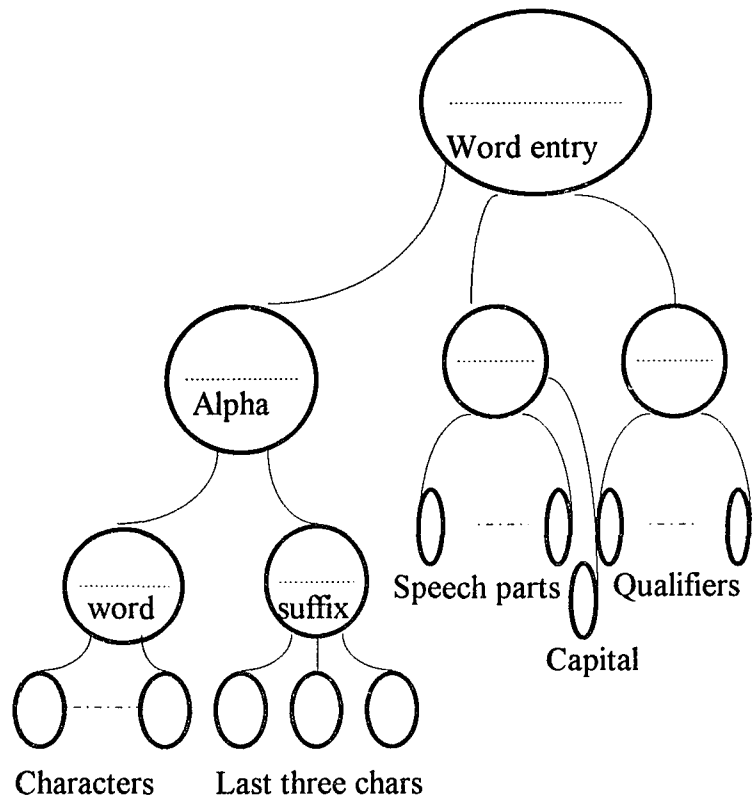 Word entry
Alpha
word
suffix
Speech parts
Qualifiers
Capital
Characters
Last three chars